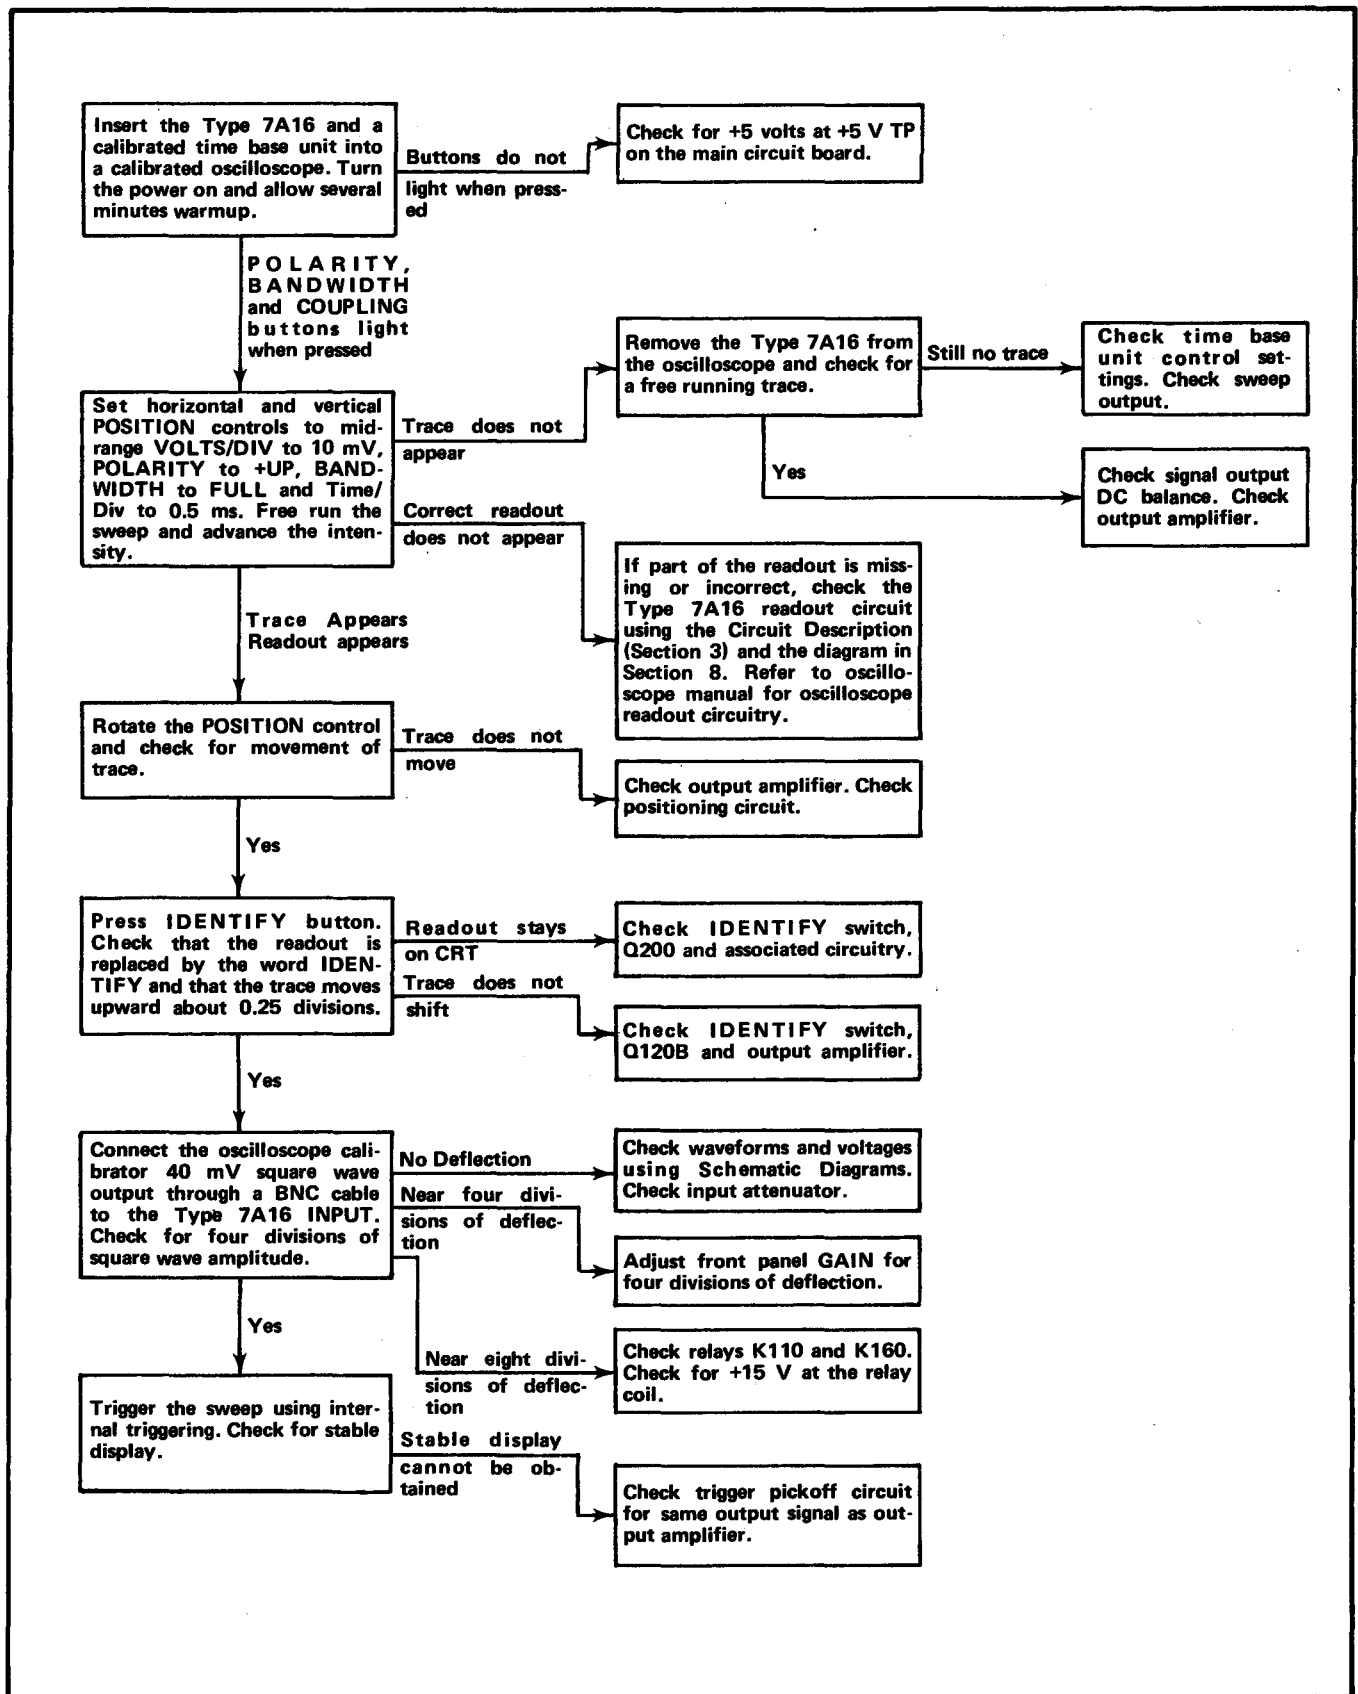 Insert the Type 7A16 and a
calibrated time base unit into
a calibrated oscilloscope. Turn
the power on and allow several
minutes warmup.
Buttons do not
light when press-
ed
Check for +5 volts at +5 V TP
on the main circuit board.
POLARITY,
BANDWIDTH
and COUPLING
buttons light
when pressed
Set horizontal and vertical
POSITION controls to mid-
range VOLTS/DIV to 10 mV,
POLARITY to +UP, BAND-
WIDTH to FULL and Time/
Div to 0.5 ms. Free run the
sweep and advance the inten-
sity.
Trace does not
appear
Remove the Type 7A16 from
the oscilloscope and check for
a free running trace.
Still no trace
Check time base
unit control set-
tings. Check sweep
output.
Yes
Check signal output
DC balance. Check
output amplifier.
Correct readout
does not appear
If part of the readout is miss-
ing or incorrect, check the
Type 7A16 readout circuit
using the Circuit Description
(Section 3) and the diagram in
Section 8. Refer to oscillo-
scope manual for oscilloscope
readout circuitry.
Trace Appears
Readout appears
Rotate the POSITION control
and check for movement of
trace.
Trace does not
move
Check output amplifier. Check
positioning circuit.
Yes
Press IDENTIFY button.
Check that the readout is
replaced by the word IDEN-
TIFY and that the trace moves
upward about 0.25 divisions.
Readout stays
on CRT
Check IDENTIFY switch,
Q200 and associated circuitry.
Trace does not
shift
Check IDENTIFY switch,
Q120B and output amplifier.
Yes
Connect the oscilloscope cali-
brator 40 mV square wave
output through a BNC cable
to the Type 7A16 INPUT.
Check for four divisions of
square wave amplitude.
No Deflection
Check waveforms and voltages
using Schematic Diagrams.
Check input attenuator.
Near four divi-
sions of deflec-
tion
Adjust front panel GAIN for
four divisions of deflection.
Near eight divi-
sions of deflec-
tion
Check relays K110 and K160.
Check for +15 V at the relay
coil.
Yes
Trigger the sweep using inter-
nal triggering. Check for stable
display.
Stable display
cannot be ob-
tained
Check trigger pickoff circuit
for same output signal as out-
put amplifier.